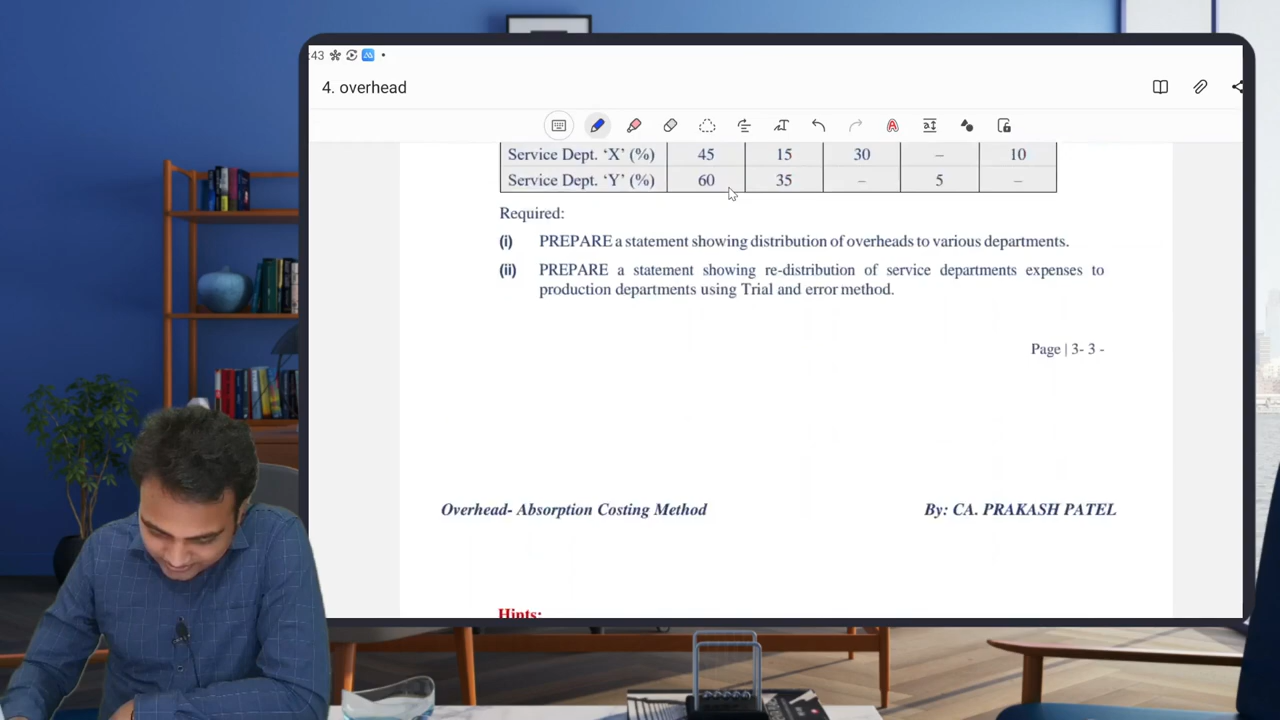 :43
4. overhead
Service Dept. 'X' (%) 45 15 30 – 10
Service Dept. 'Y' (%) 60 35 – 5 –
Required:
(i) PREPARE a statement showing distribution of overheads to various departments.
(ii) PREPARE a statement showing re-distribution of service departments expenses to
production departments using Trial and error method.
Page | 3- 3 -
Overhead- Absorption Costing Method By: CA. PRAKASH PATEL
Hints: